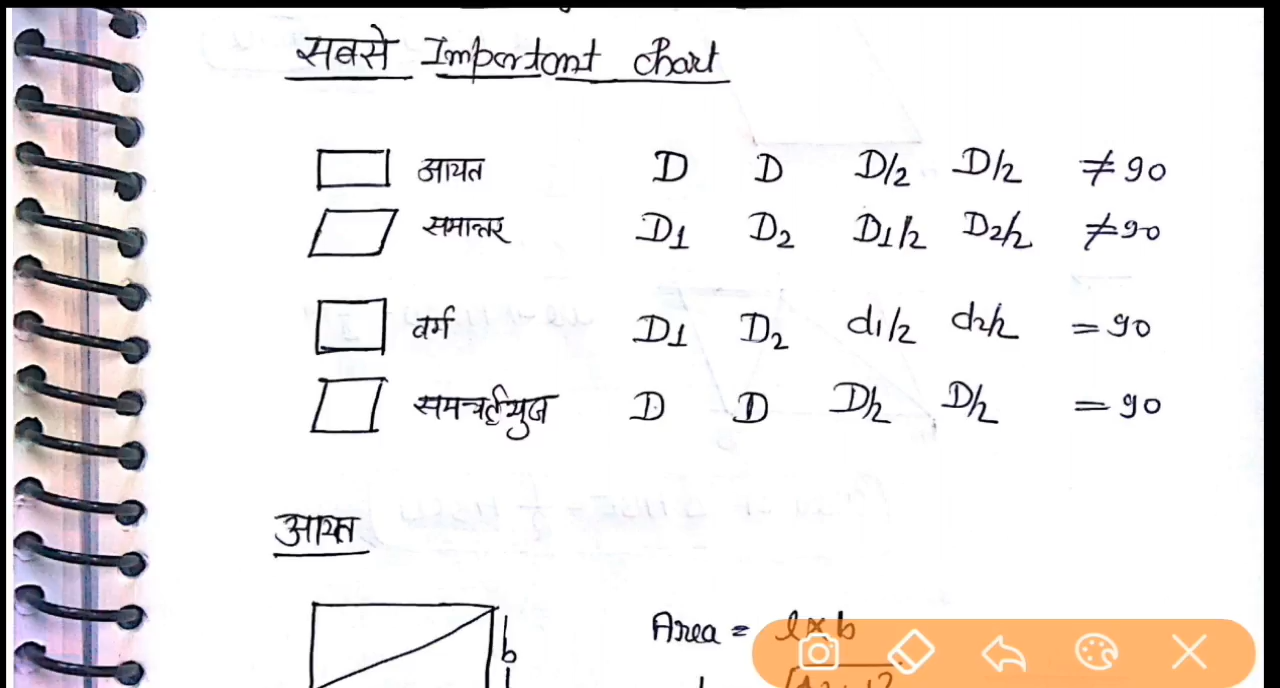 सबसे Important chart
आयत D D D/2 D/2 ≠ 90
समान्तर D1 D2 D1/2 D2/2 ≠ 90
वर्ग D1 D2 d1/2 d2/2 = 90
समचर्तुभुज D D D/2 D/2 = 90
आयत
b
Area = l×b